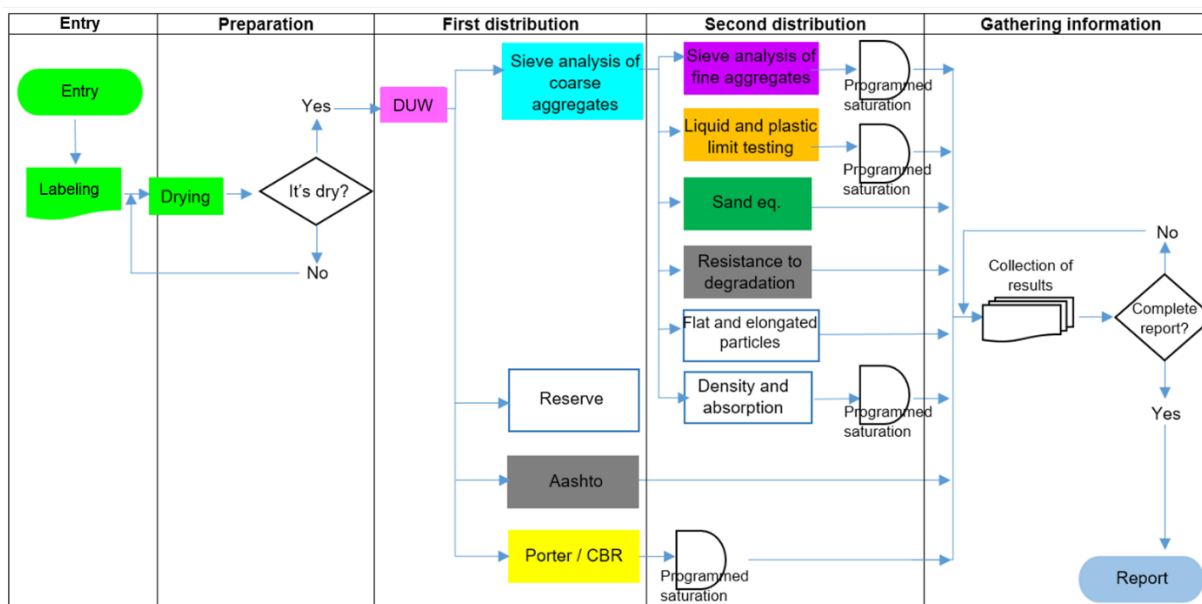 Entry
Preparation
First distribution
Second distribution
Gathering information
Entry
Labeling
Drying
Yes
It's dry?
No
DUW
Sieve analysis of
coarse
aggregates
Reserve
Aashto
Porter / CBR
Sieve analysis of
fine aggregates
Programmed
saturation
Liquid and plastic
limit testing
Programmed
saturation
Sand eq.
Resistance to
degradation
Flat and elongated
particles
Density and
absorption
Programmed
saturation
Programmed
saturation
Collection of
results
No
Complete
report?
Yes
Report